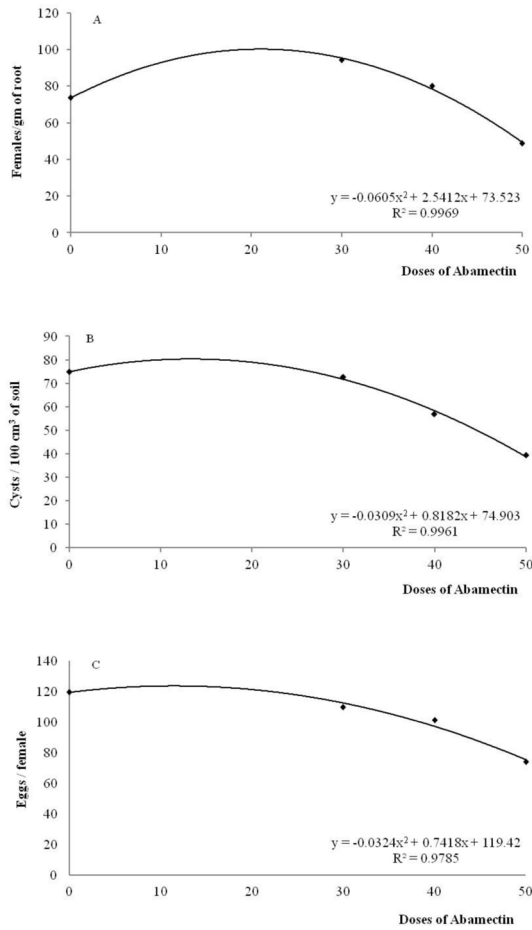 A
120
100
80
60
40
20
0
Females/gm of root
y = -0.0605x² + 2.5412x + 73.523
R² = 0.9969
0 10 20 30 40 50
Doses of Abamectin
B
90
80
70
60
50
40
30
20
10
0
Cysts / 100 cm³ of soil
y = -0.0309x² + 0.8182x + 74.903
R² = 0.9961
0 10 20 30 40 50
Doses of Abamectin
C
140
120
100
80
60
40
20
0
Eggs / female
y = -0.0324x² + 0.7418x + 119.42
R² = 0.9785
0 10 20 30 40 50
Doses of Abamectin